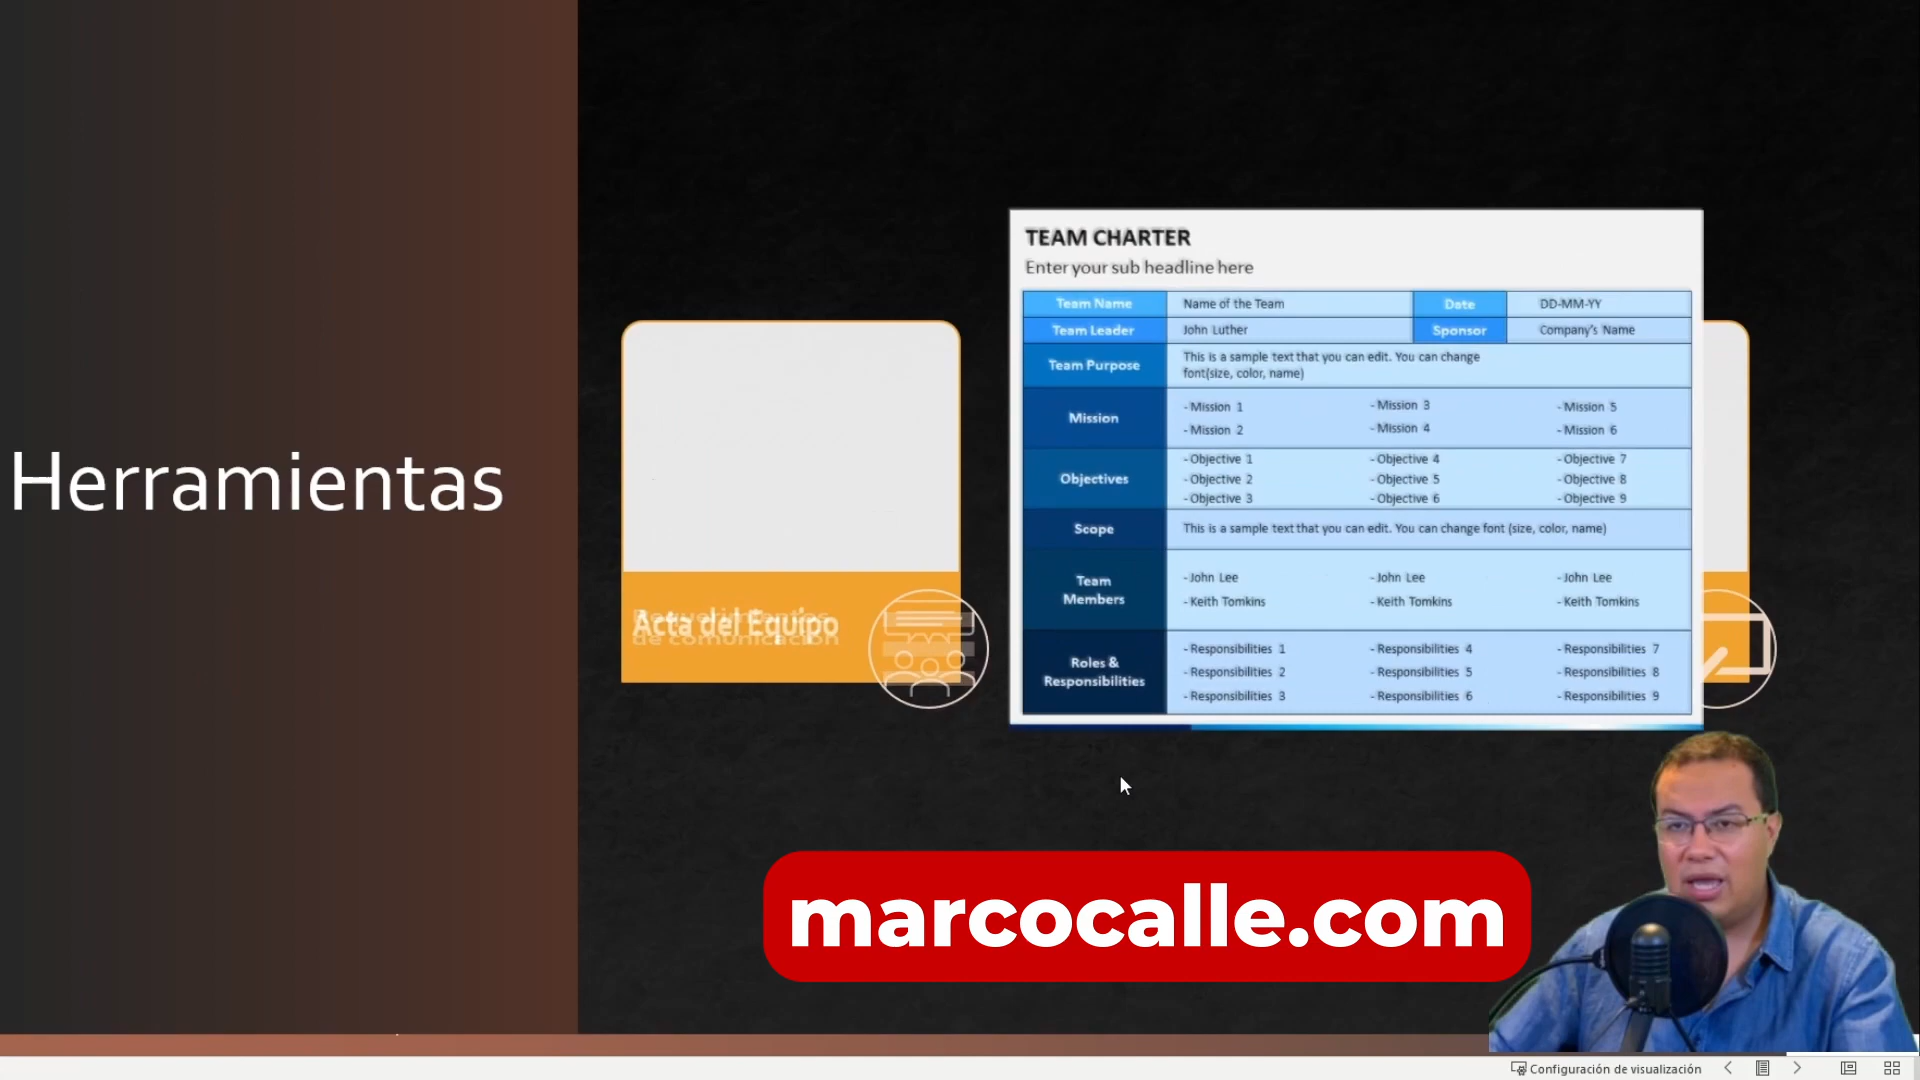 Herramientas
TEAM CHARTER
Enter your sub headline here
Team Name Name of the Team Date DD-MM-YY
Team Leader John Luther Sponsor Company's Name
Team Purpose
This is a sample text that you can edit. You can change
font(size, color, name)
Mission
- Mission 1 - Mission 3 - Mission 5
- Mission 2 - Mission 4 - Mission 6
Objectives
- Objective 1 - Objective 4 - Objective 7
- Objective 2 - Objective 5 - Objective 8
- Objective 3 - Objective 6 - Objective 9
Scope This is a sample text that you can edit. You can change font (size, color, name)
Team
Members
- John Lee - John Lee - John Lee
- Keith Tomkins - Keith Tomkins - Keith Tomkins
Roles &
Responsibilities
- Responsibilities 1 - Responsibilities 4 - Responsibilities 7
- Responsibilities 2 - Responsibilities 5 - Responsibilities 8
- Responsibilities 3 - Responsibilities 6 - Responsibilities 9
Requerimientos
Acta del Equipo
de comunicación
marcocalle.com
Configuración de visualización